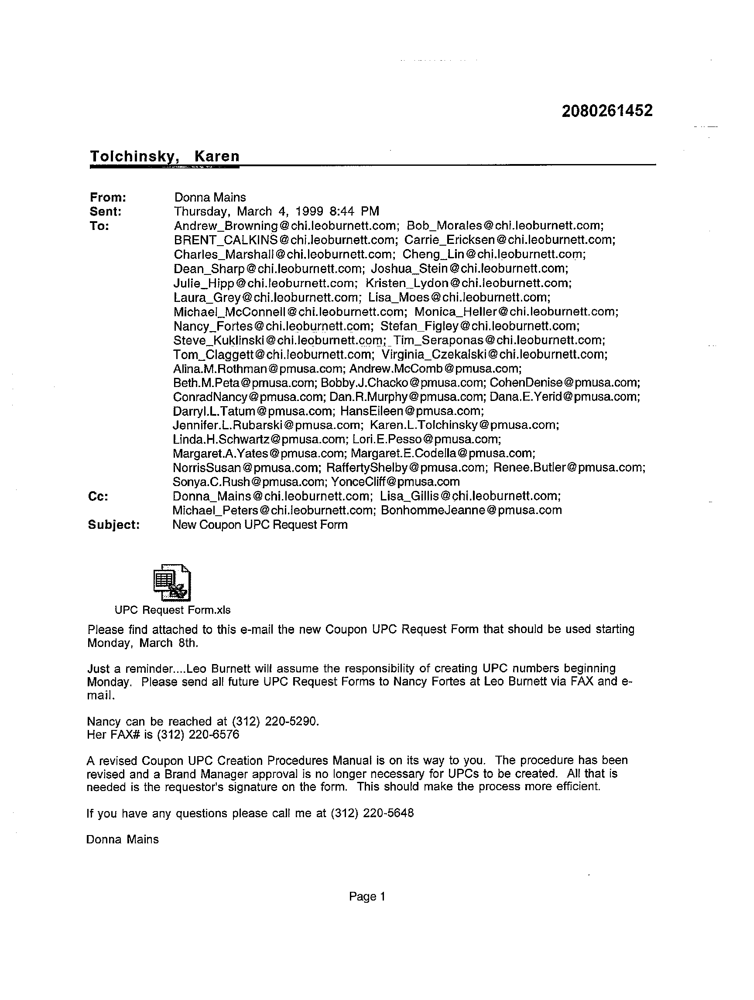 2080261452
Tolchinsky, Karen
From: Donna Mains
Sent: Thursday, March 4, 1999 8:44 PM
To: Andrew_Browning@chi.leoburnett.com; Bob_Morales@chi.leoburnett.com;
BRENT_CALKINS@chi.leoburnett.com; Carrie_Ericksen@chi.leoburnett.com;
Charles_Marshall@chi.leoburnett.com; Cheng_Lin@chi.leoburnett.com;
Dean_Sharp@chi.leoburnett.com; Joshua_Stein@chi.leoburnett.com;
Julie_Hipp@chi.leoburnett.com; Kristen_Lydon@chi.leoburnett.com;
Laura_Grey@chi.leoburnett.com; Lisa_Moes@chi.leoburnett.com;
Michael_McConnell@chi.leoburnett.com; Monica_Heller@chi.leoburnett.com;
Nancy_Fortes@chi.leoburnett.com; Stefan_Figley@chi.leoburnett.com;
Steve_Kuklinski@chi.leoburnett.com; Tim_Seraponas@chi.leoburnett.com;
Tom_Claggett@chi.leoburnett.com; Virginia_Czekalski@chi.leoburnett.com;
Alina.M.Rothman@pmusa.com; Andrew.McComb@pmusa.com;
Beth.M.Peta@pmusa.com; Bobby.J.Chacko@pmusa.com; CohenDenise@pmusa.com;
ConradNancy@pmusa.com; Dan.R.Murphy@pmusa.com; Dana.E.Yerid@pmusa.com;
Darryl.L.Tatum@pmusa.com; HansEileen@pmusa.com;
Jennifer.L.Rubarski@pmusa.com; Karen.L.Tolchinsky@pmusa.com;
Linda.H.Schwartz@pmusa.com; Lori.E.Pesso@pmusa.com;
Margaret.A.Yates@pmusa.com; Margaret.E.Codella@pmusa.com;
NorrisSusan@pmusa.com; RaffertyShelby@pmusa.com; Renee.Butler@pmusa.com;
Sonya.C.Rush@pmusa.com; YonceCliff@pmusa.com
Cc: Donna_Mains@chi.leoburnett.com; Lisa_Gillis@chi.leoburnett.com;
Michael_Peters@chi.leoburnett.com; BonhommeJeanne@pmusa.com
Subject: New Coupon UPC Request Form
UPC Request Form.xls
Please find attached to this e-mail the new Coupon UPC Request Form that should be used starting
Monday, March 8th.
Just a reminder....Leo Burnett will assume the responsibility of creating UPC numbers beginning
Monday. Please send all future UPC Request Forms to Nancy Fortes at Leo Burnett via FAX and e-
mail.
Nancy can be reached at (312) 220-5290.
Her FAX# is (312) 220-6576
A revised Coupon UPC Creation Procedures Manual is on its way to you. The procedure has been
revised and a Brand Manager approval is no longer necessary for UPCs to be created. All that is
needed is the requestor's signature on the form. This should make the process more efficient.
If you have any questions please call me at (312) 220-5648
Donna Mains
Page 1